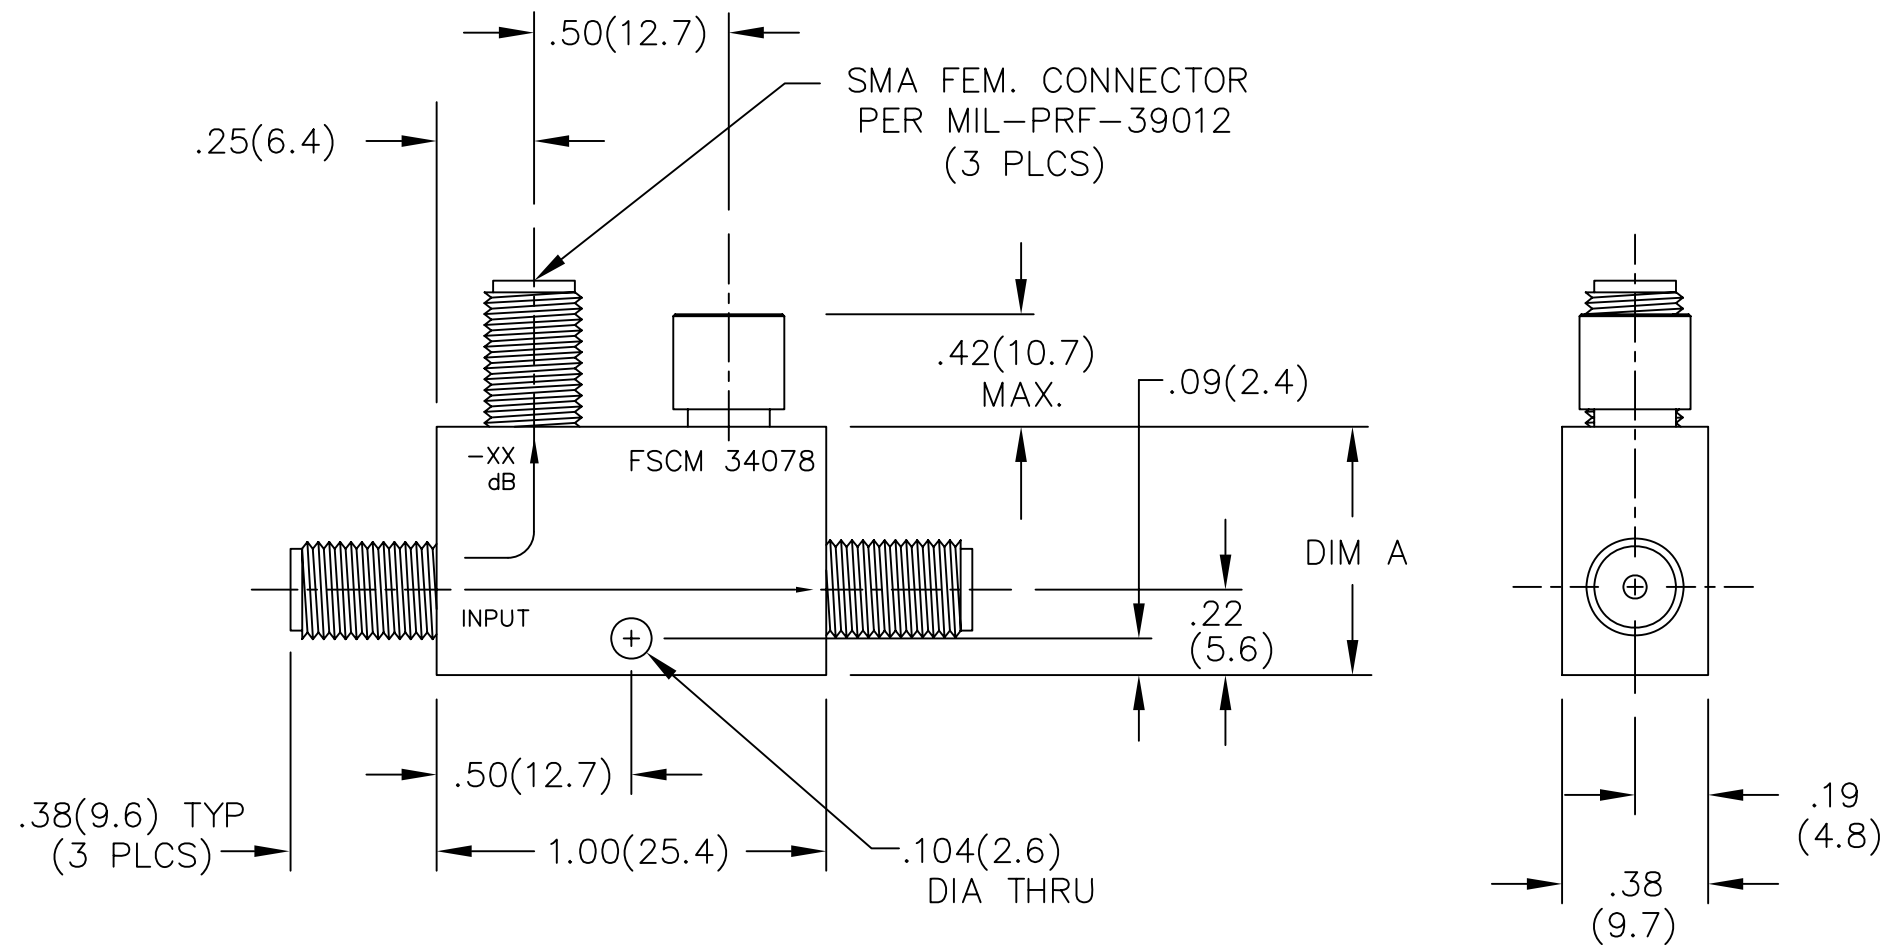 .50(12.7)
SMA FEM. CONNECTOR
PER MIL-PRF-39012
(3 PLCS)
.25(6.4)
.42(10.7)
MAX.
.09(2.4)
-XX
dB
FSCM 34078
DIM A
INPUT
.22
(5.6)
.50(12.7)
.38(9.6) TYP
(3 PLCS)
1.00(25.4)
.104(2.6)
DIA THRU
.19
(4.8)
.38
(9.7)